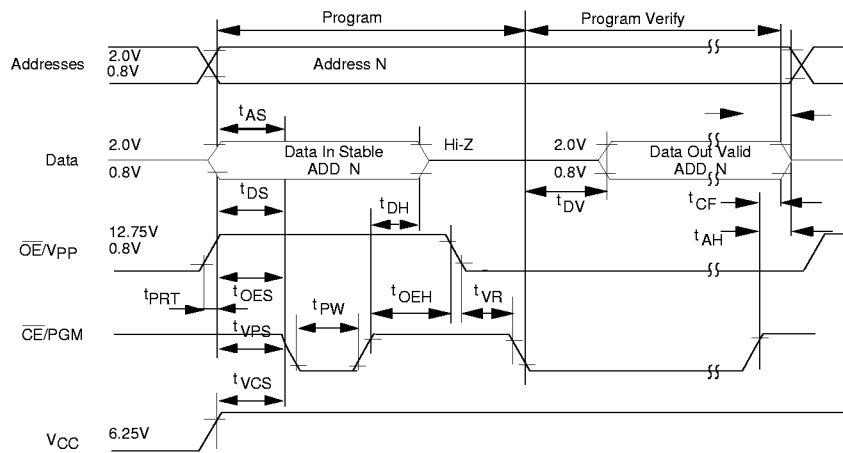 Program
Program Verify
Addresses
2.0V
0.8V
Address N
tAS
Data
2.0V
0.8V
Data In Stable
ADD N
Hi-Z
2.0V
0.8V
Data Out Valid
ADD N
tDS
tDH
tDV
tCF
tAH
OE/VPP
12.75V
0.8V
tPRT
tOES
tPW
tOEH
tVR
CE/PGM
tVPS
tVCS
VCC
6.25V